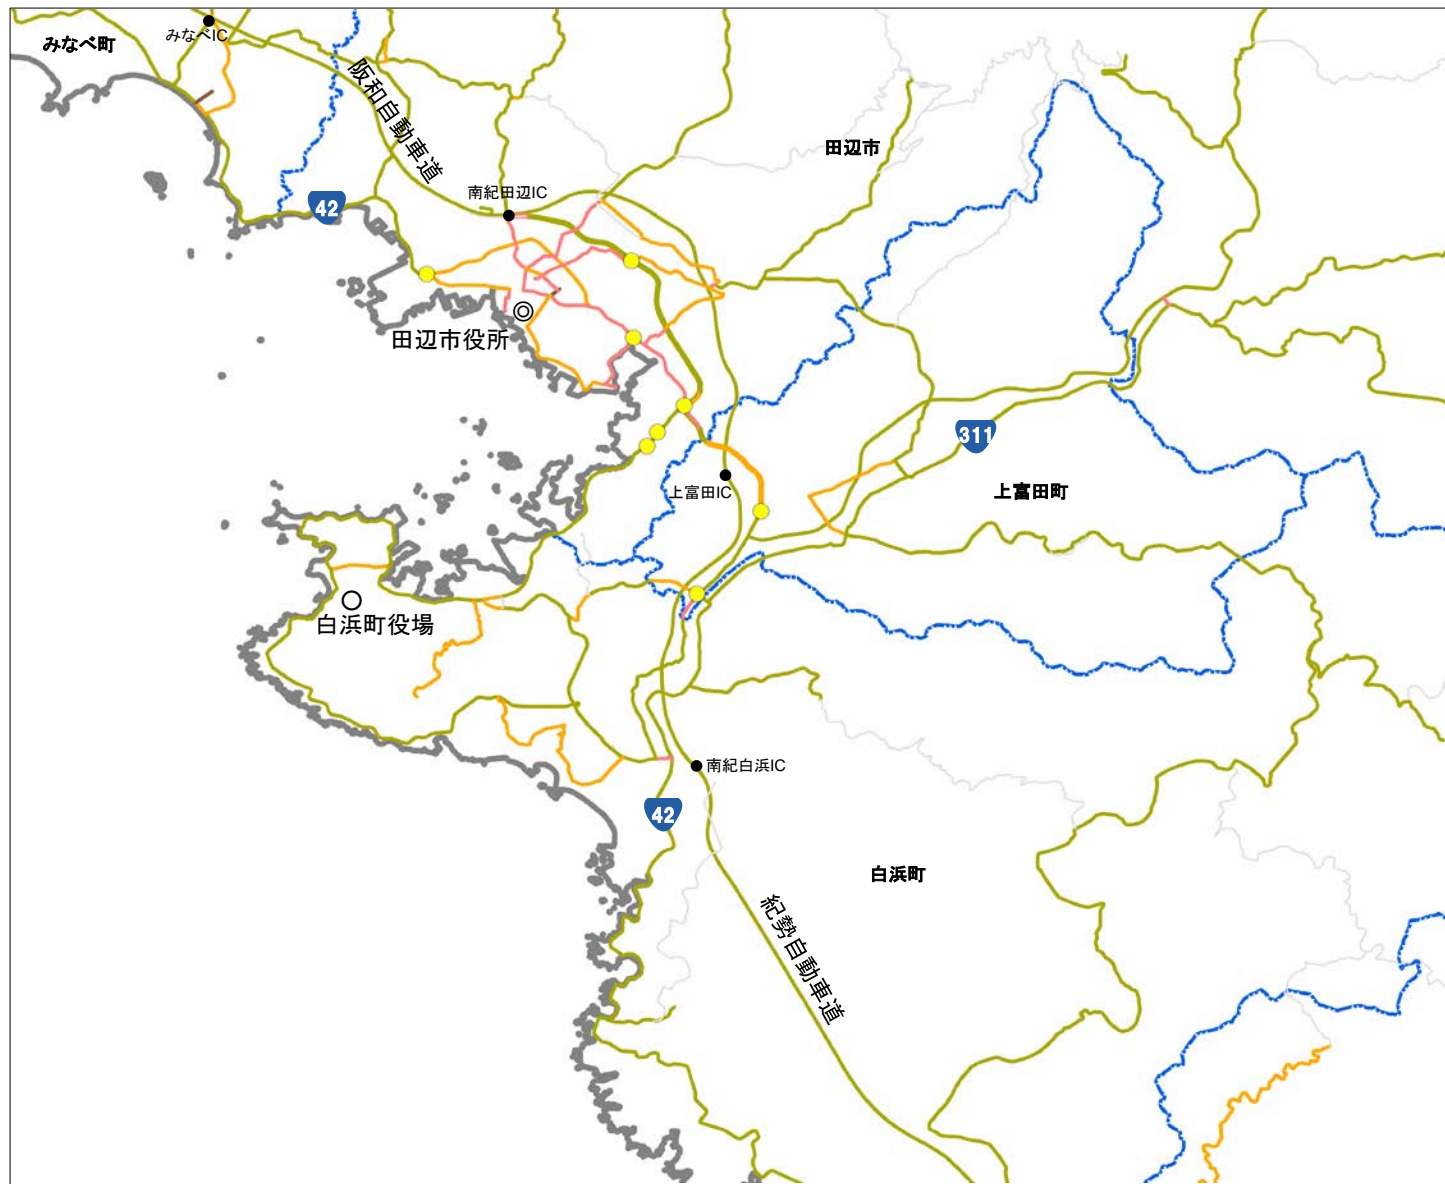 みなべIC
みなべ町
阪和自動車道
田辺市
南紀田辺IC
42
田辺市役所
311
上富田IC
上富田町
白浜町役場
南紀白浜IC
42
白浜町
紀勢自動車道